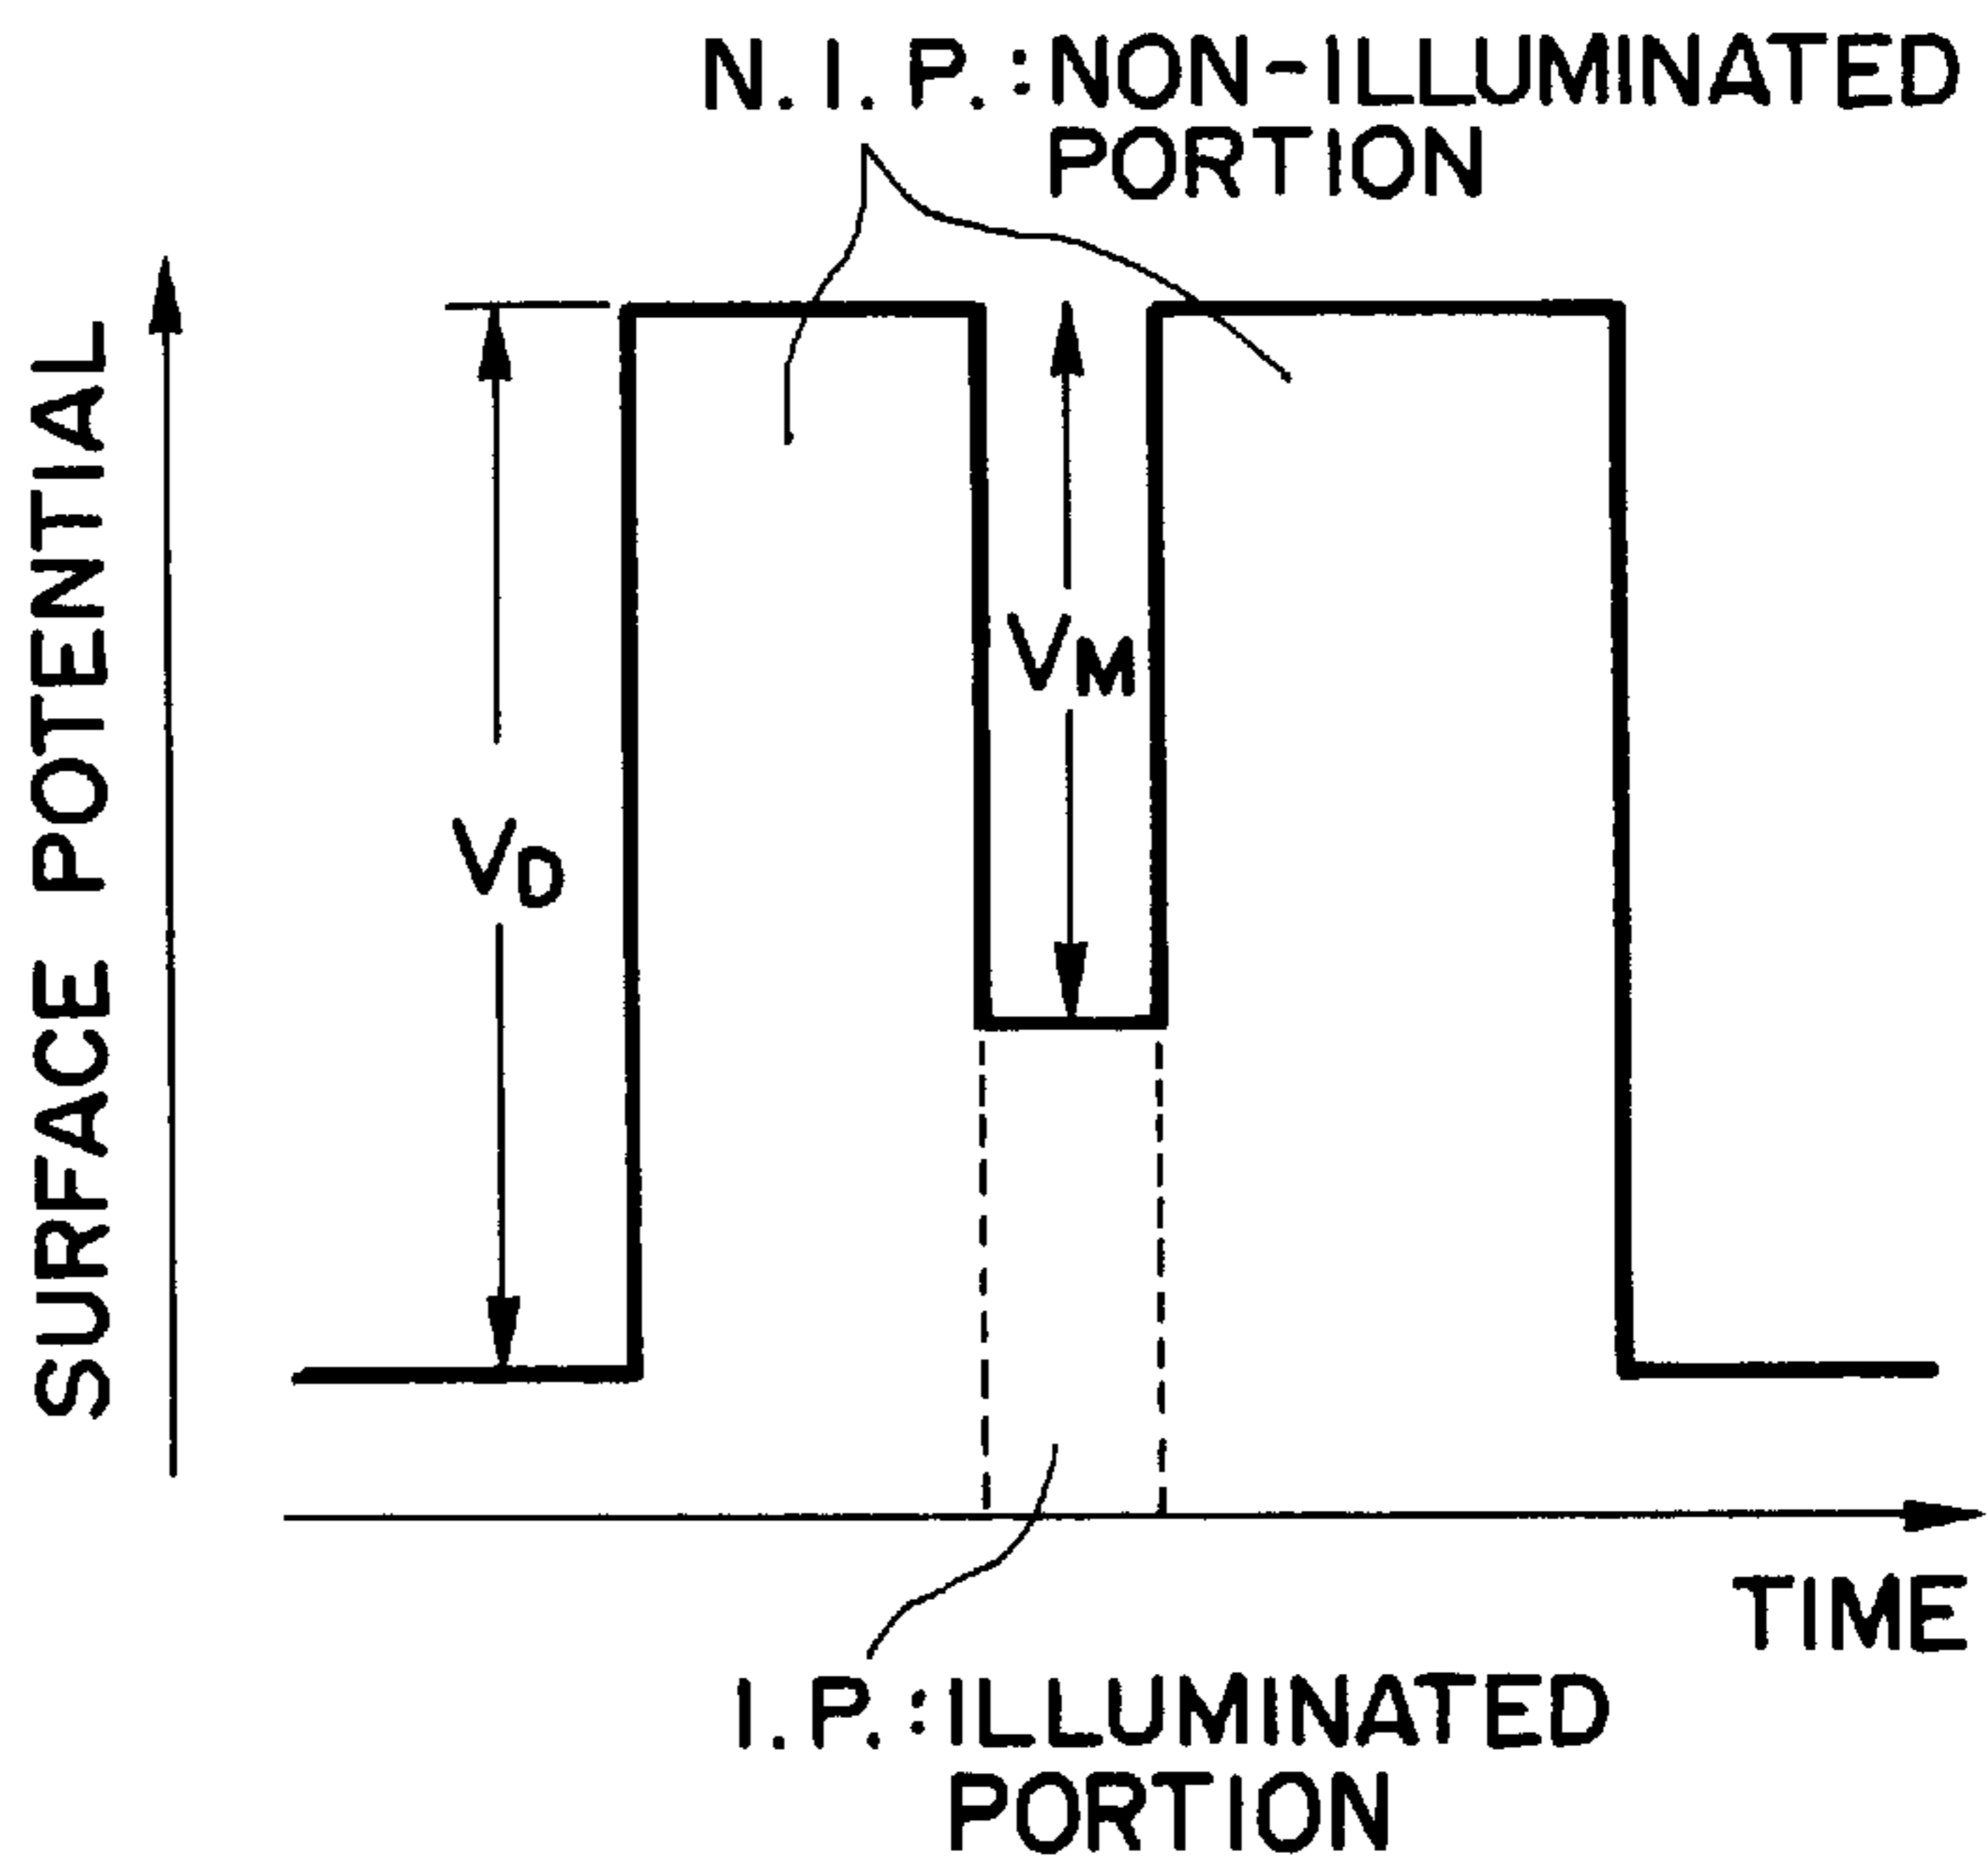 N.I.P.:NON-ILLUMINATED
PORTION
SURFACE POTENTIAL
VM
VD
TIME
I.P.:ILLUMINATED
PORTION